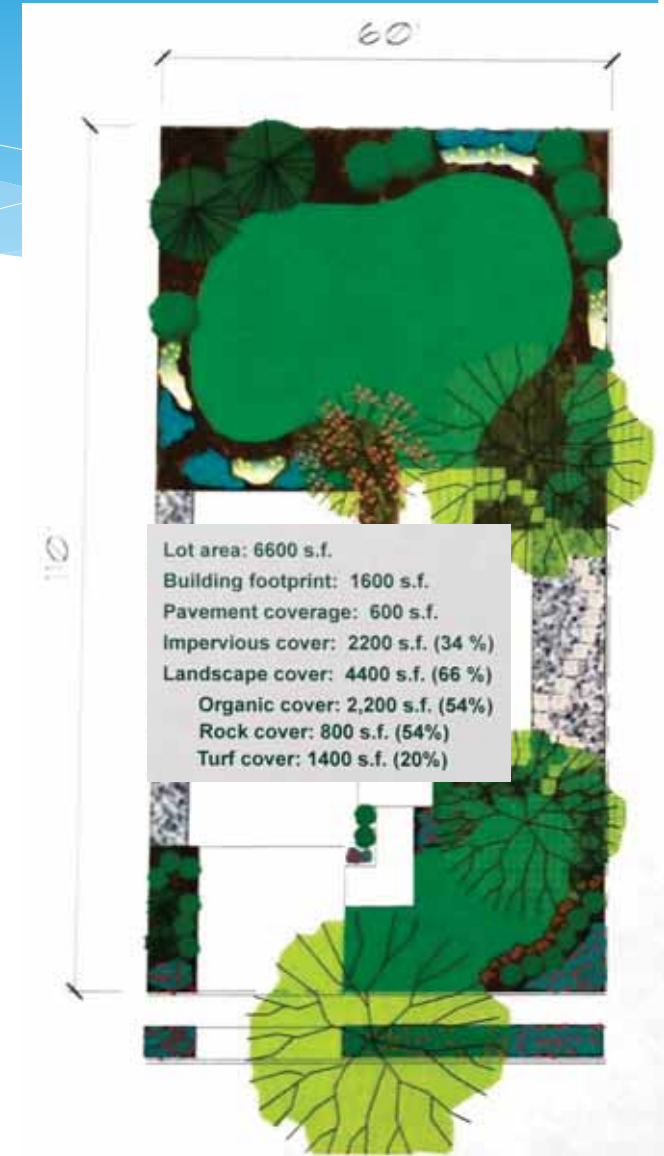 60'
110'
Lot area: 6600 s.f.
Building footprint: 1600 s.f.
Pavement coverage: 600 s.f.
Impervious cover: 2200 s.f. (34 %)
Landscape cover: 4400 s.f. (66 %)
Organic cover: 2,200 s.f. (54%)
Rock cover: 800 s.f. (54%)
Turf cover: 1400 s.f. (20%)